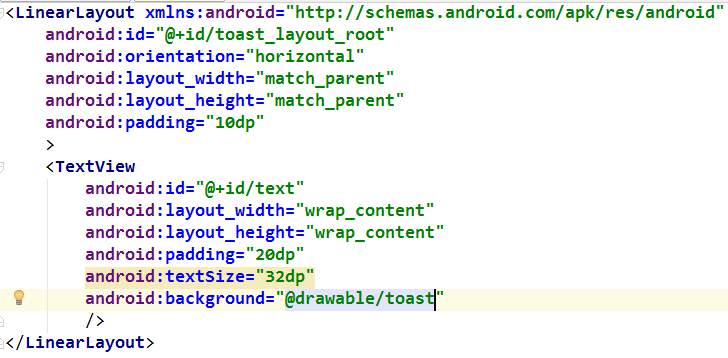 <LinearLayout xmlns:android="http://schemas.android.com/apk/res/android"
    android:id="@+id/toast_layout_root"
    android:orientation="horizontal"
    android:layout_width="match_parent"
    android:layout_height="match_parent"
    android:padding="10dp"
    >
    <TextView
        android:id="@+id/text"
        android:layout_width="wrap_content"
        android:layout_height="wrap_content"
        android:padding="20dp"
        android:textSize="32dp"
        android:background="@drawable/toast"
        />
</LinearLayout>